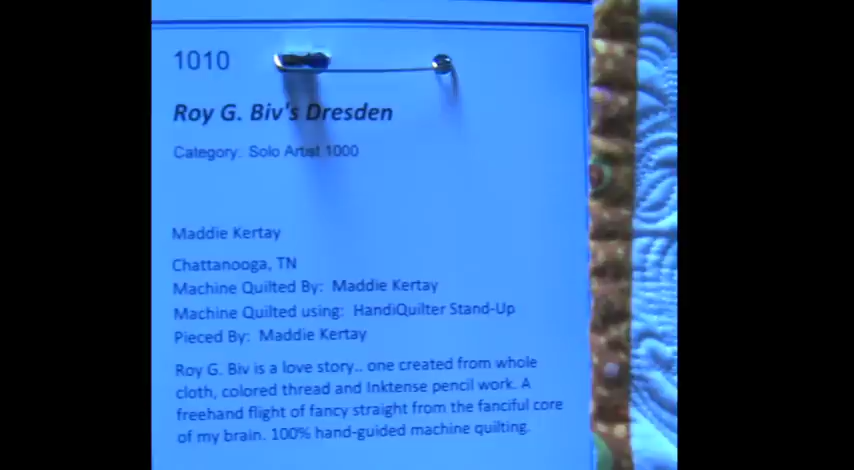 1010
Roy G. Biv's Dresden
Category: Solo Artist 1000
Maddie Kertay
Chattanooga, TN
Machine Quilted By: Maddie Kertay
Machine Quilted using: HandiQuilter Stand-Up
Pieced By: Maddie Kertay
Roy G. Biv is a love story.. one created from whole
cloth, colored thread and Inktense pencil work. A
freehand flight of fancy straight from the fanciful core
of my brain. 100% hand-guided machine quilting.